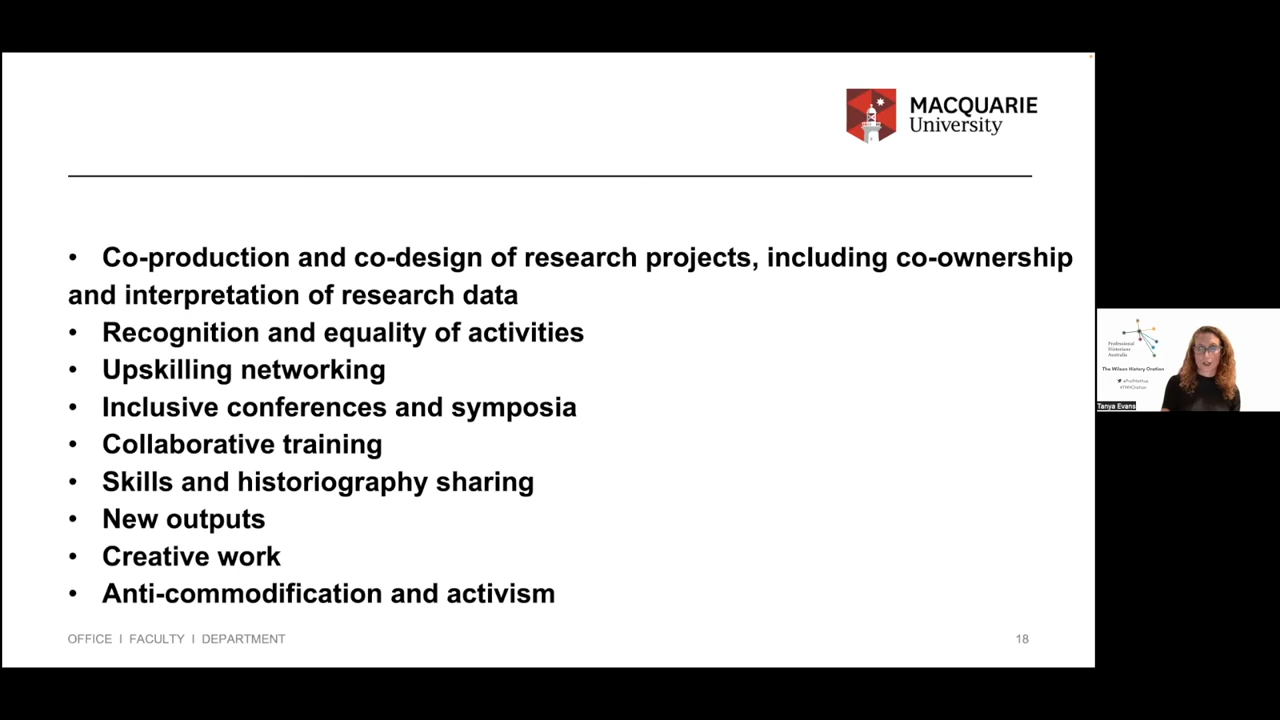 MACQUARIE
University
• Co-production and co-design of research projects, including co-ownership
and interpretation of research data
• Recognition and equality of activities
• Upskilling networking
• Inclusive conferences and symposia
• Collaborative training
• Skills and historiography sharing
• New outputs
• Creative work
• Anti-commodification and activism
OFFICE I FACULTY I DEPARTMENT
18
Professional
Historians
Australia
The Wilson History Oration
Tanya Evans